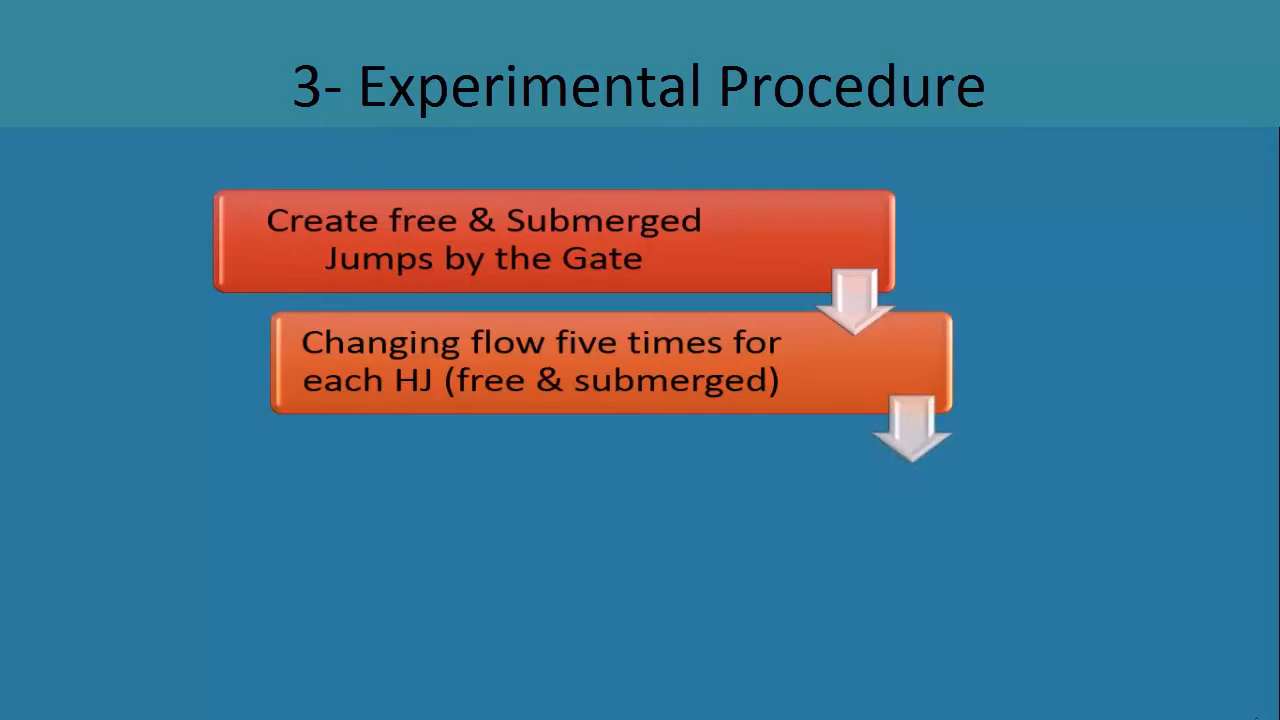 3- Experimental Procedure
Create free & Submerged
Jumps by the Gate
Changing flow five times for
each HJ (free & submerged)